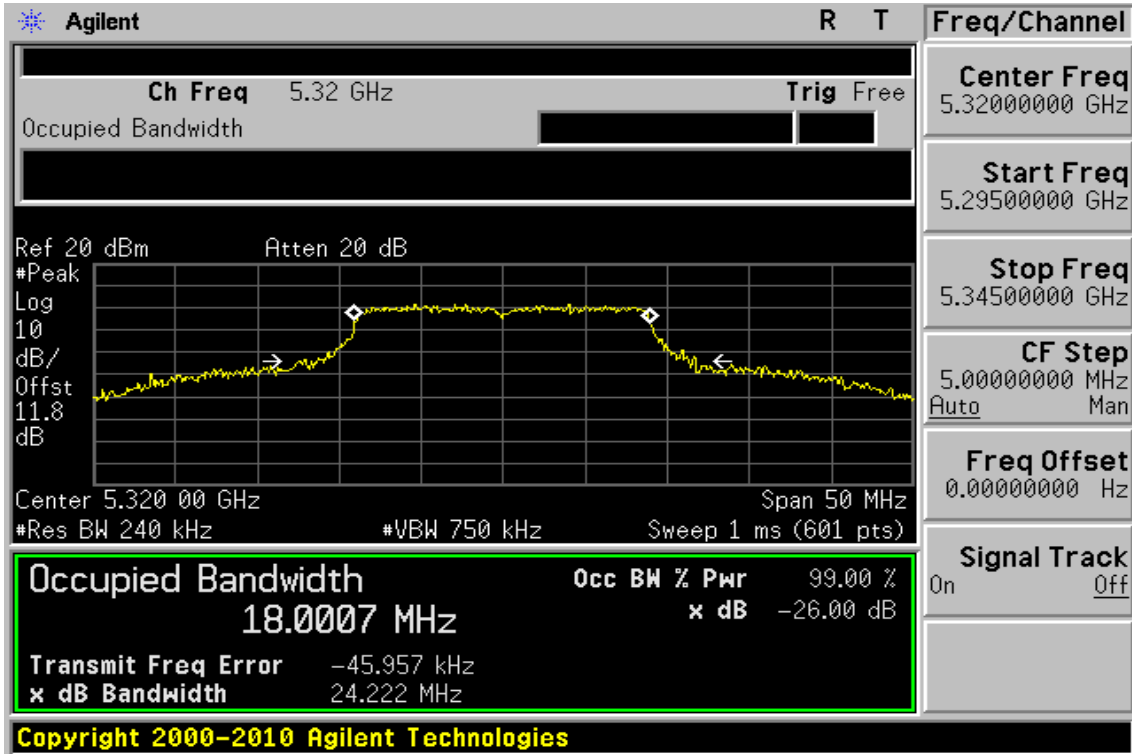 Agilent R T Freq/Channel
Ch Freq 5.32 GHz Trig Free
Occupied Bandwidth
Center Freq
5.32000000 GHz
Start Freq
5.29500000 GHz
Stop Freq
5.34500000 GHz
CF Step
5.00000000 MHz
Auto Man
Freq Offset
0.00000000 Hz
Signal Track
On Off
Ref 20 dBm Atten 20 dB
#Peak
Log
10
dB/
Offst
11.8
dB
Center 5.320 00 GHz Span 50 MHz
#Res BW 240 kHz #VBW 750 kHz Sweep 1 ms (601 pts)
Occupied Bandwidth Occ BW % Pwr 99.00 %
18.0007 MHz x dB -26.00 dB
Transmit Freq Error -45.957 kHz
x dB Bandwidth 24.222 MHz
Copyright 2000-2010 Agilent Technologies